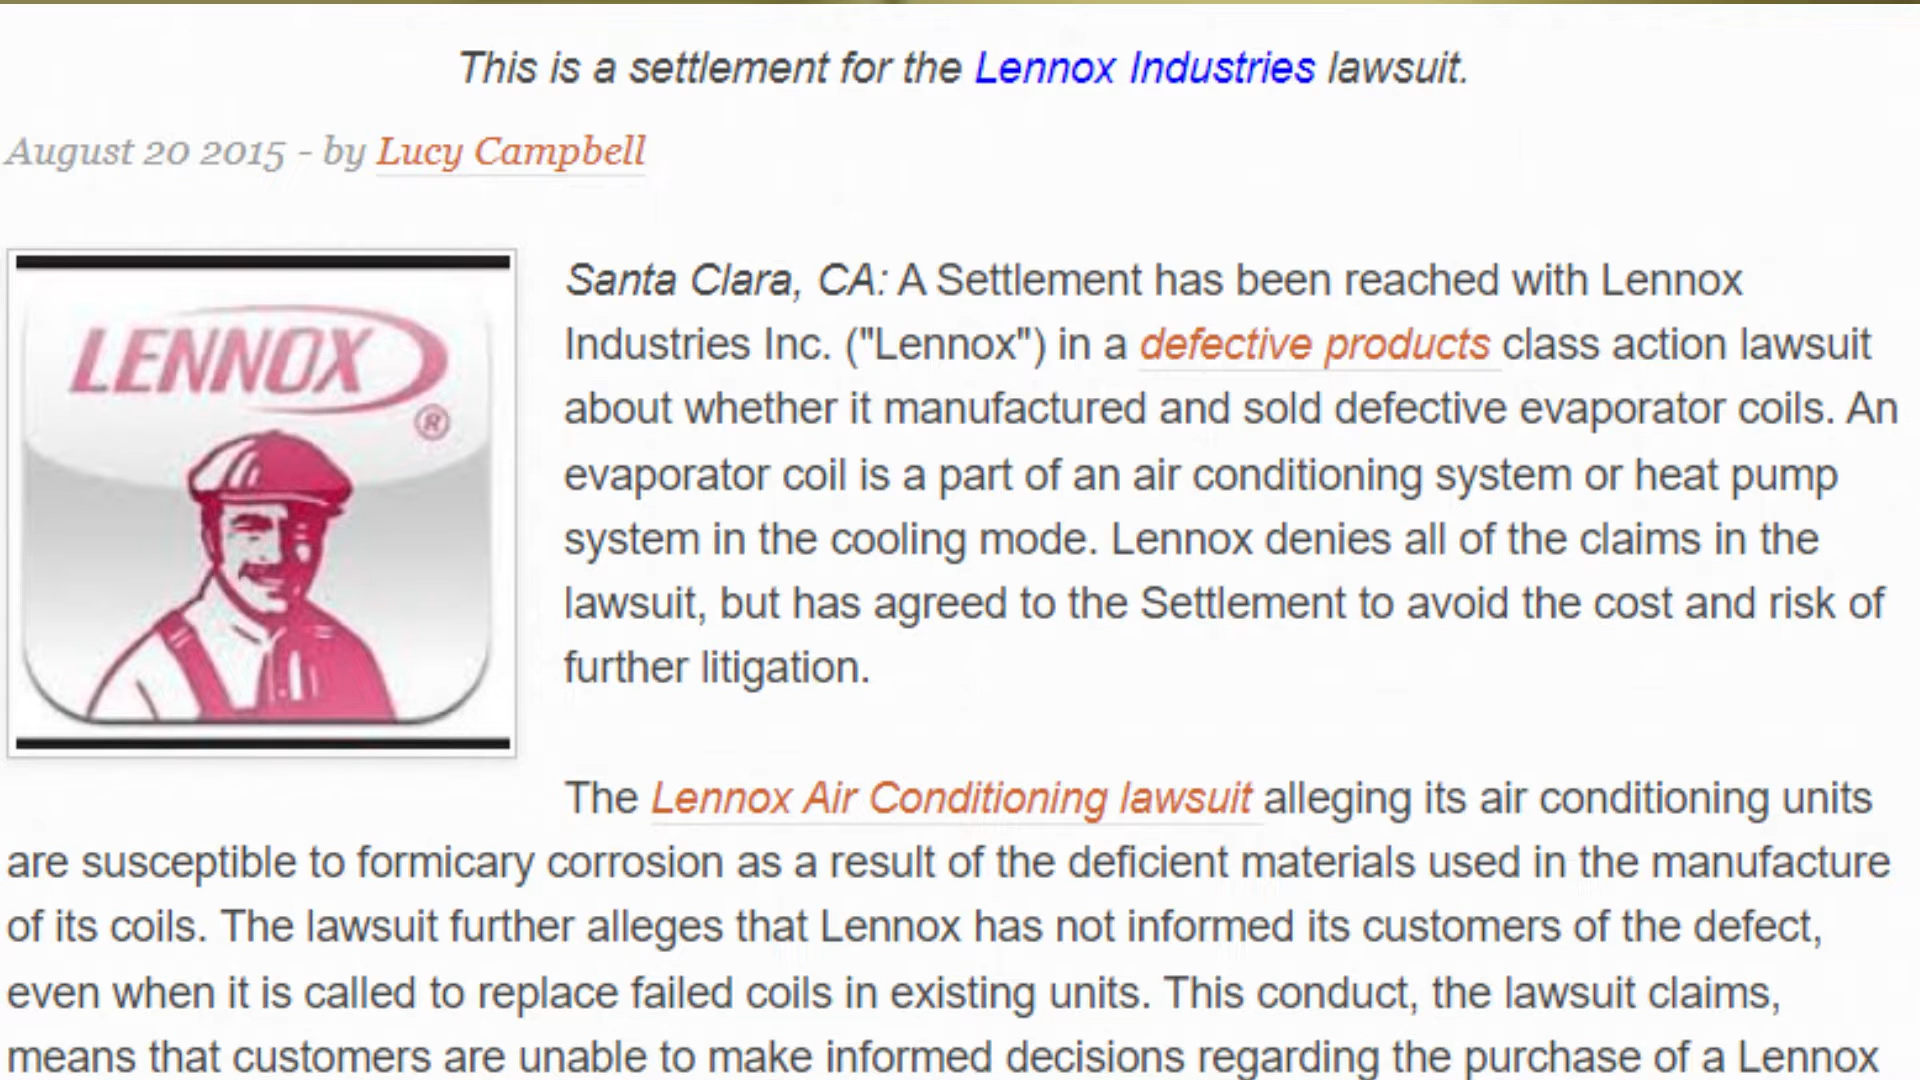 This is a settlement for the Lennox Industries lawsuit.
August 20 2015 - by Lucy Campbell
LENNOX
®
Santa Clara, CA: A Settlement has been reached with Lennox
Industries Inc. ("Lennox") in a defective products class action lawsuit
about whether it manufactured and sold defective evaporator coils. An
evaporator coil is a part of an air conditioning system or heat pump
system in the cooling mode. Lennox denies all of the claims in the
lawsuit, but has agreed to the Settlement to avoid the cost and risk of
further litigation.
The Lennox Air Conditioning lawsuit alleging its air conditioning units
are susceptible to formicary corrosion as a result of the deficient materials used in the manufacture
of its coils. The lawsuit further alleges that Lennox has not informed its customers of the defect,
even when it is called to replace failed coils in existing units. This conduct, the lawsuit claims,
means that customers are unable to make informed decisions regarding the purchase of a Lennox